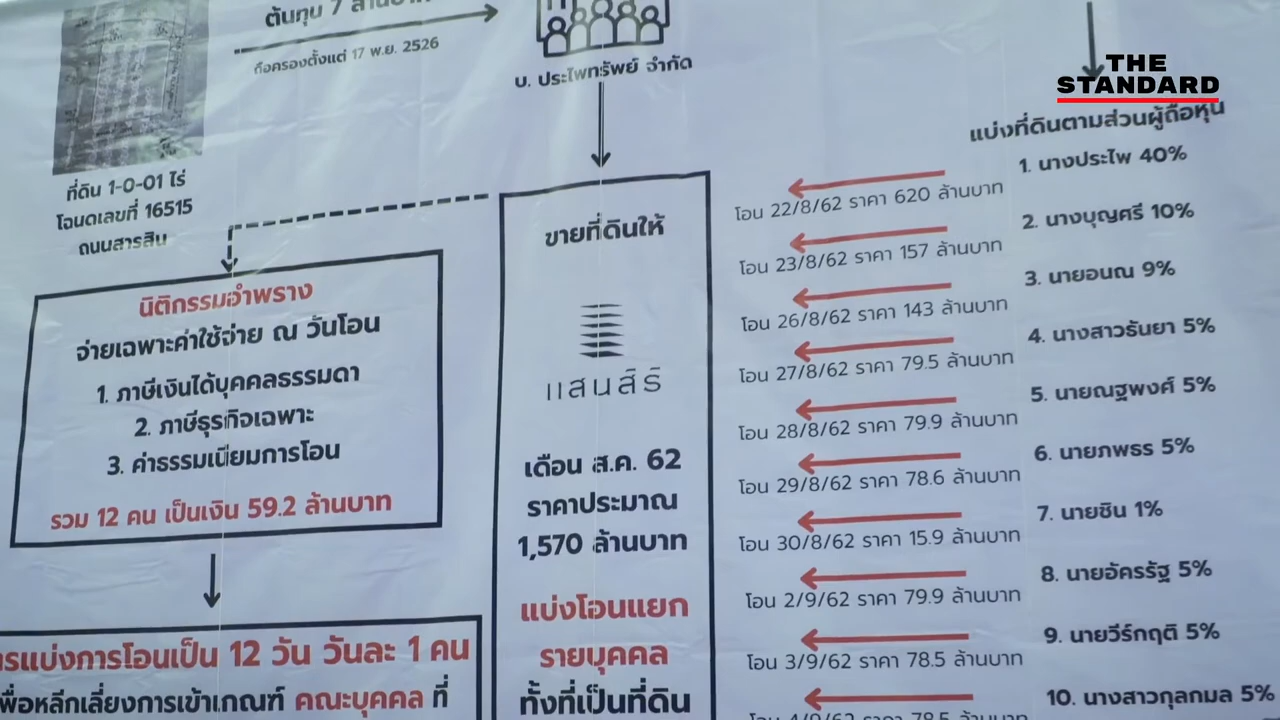 ต้นทุน 7 ล้านบาท
ถือครองตั้งแต่ 17 พ.ย. 2526
บ. ประไพทรัพย์ จำกัด
THE
STANDARD
ที่ดิน 1-0-01 ไร่
โฉนดเลขที่ 16515
ถนนสารสิน
นิติกรรมอำพราง
จ่ายเฉพาะค่าใช้จ่าย ณ วันโอน
1. ภาษีเงินได้บุคคลธรรมดา
2. ภาษีธุรกิจเฉพาะ
3. ค่าธรรมเนียมการโอน
รวม 12 คน เป็นเงิน 59.2 ล้านบาท
การแบ่งการโอนเป็น 12 วัน วันละ 1 คน
เพื่อหลีกเลี่ยงการเข้าเกณฑ์ คณะบุคคล ที่
ขายที่ดินให้
แสนสิริ
เดือน ส.ค. 62
ราคาประมาณ
1,570 ล้านบาท
แบ่งโอนแยก
รายบุคคล
ทั้งที่เป็นที่ดิน
แบ่งที่ดินตามส่วนผู้ถือหุ้น
1. นางประไพ 40%
โอน 22/8/62 ราคา 620 ล้านบาท
2. นางบุญศรี 10%
โอน 23/8/62 ราคา 157 ล้านบาท
3. นายอนณ 9%
โอน 26/8/62 ราคา 143 ล้านบาท
4. นางสาวธันยา 5%
โอน 27/8/62 ราคา 79.5 ล้านบาท
5. นายณฐพงศ์ 5%
โอน 28/8/62 ราคา 79.9 ล้านบาท
6. นายภพธร 5%
โอน 29/8/62 ราคา 78.6 ล้านบาท
7. นายชิน 1%
โอน 30/8/62 ราคา 15.9 ล้านบาท
8. นายอัครรัฐ 5%
โอน 2/9/62 ราคา 79.9 ล้านบาท
9. นายวีร์กฤติ 5%
โอน 3/9/62 ราคา 78.5 ล้านบาท
10. นางสาวกุลกมล 5%
โอน 4/9/62 ราคา 78.5 ล้านบาท